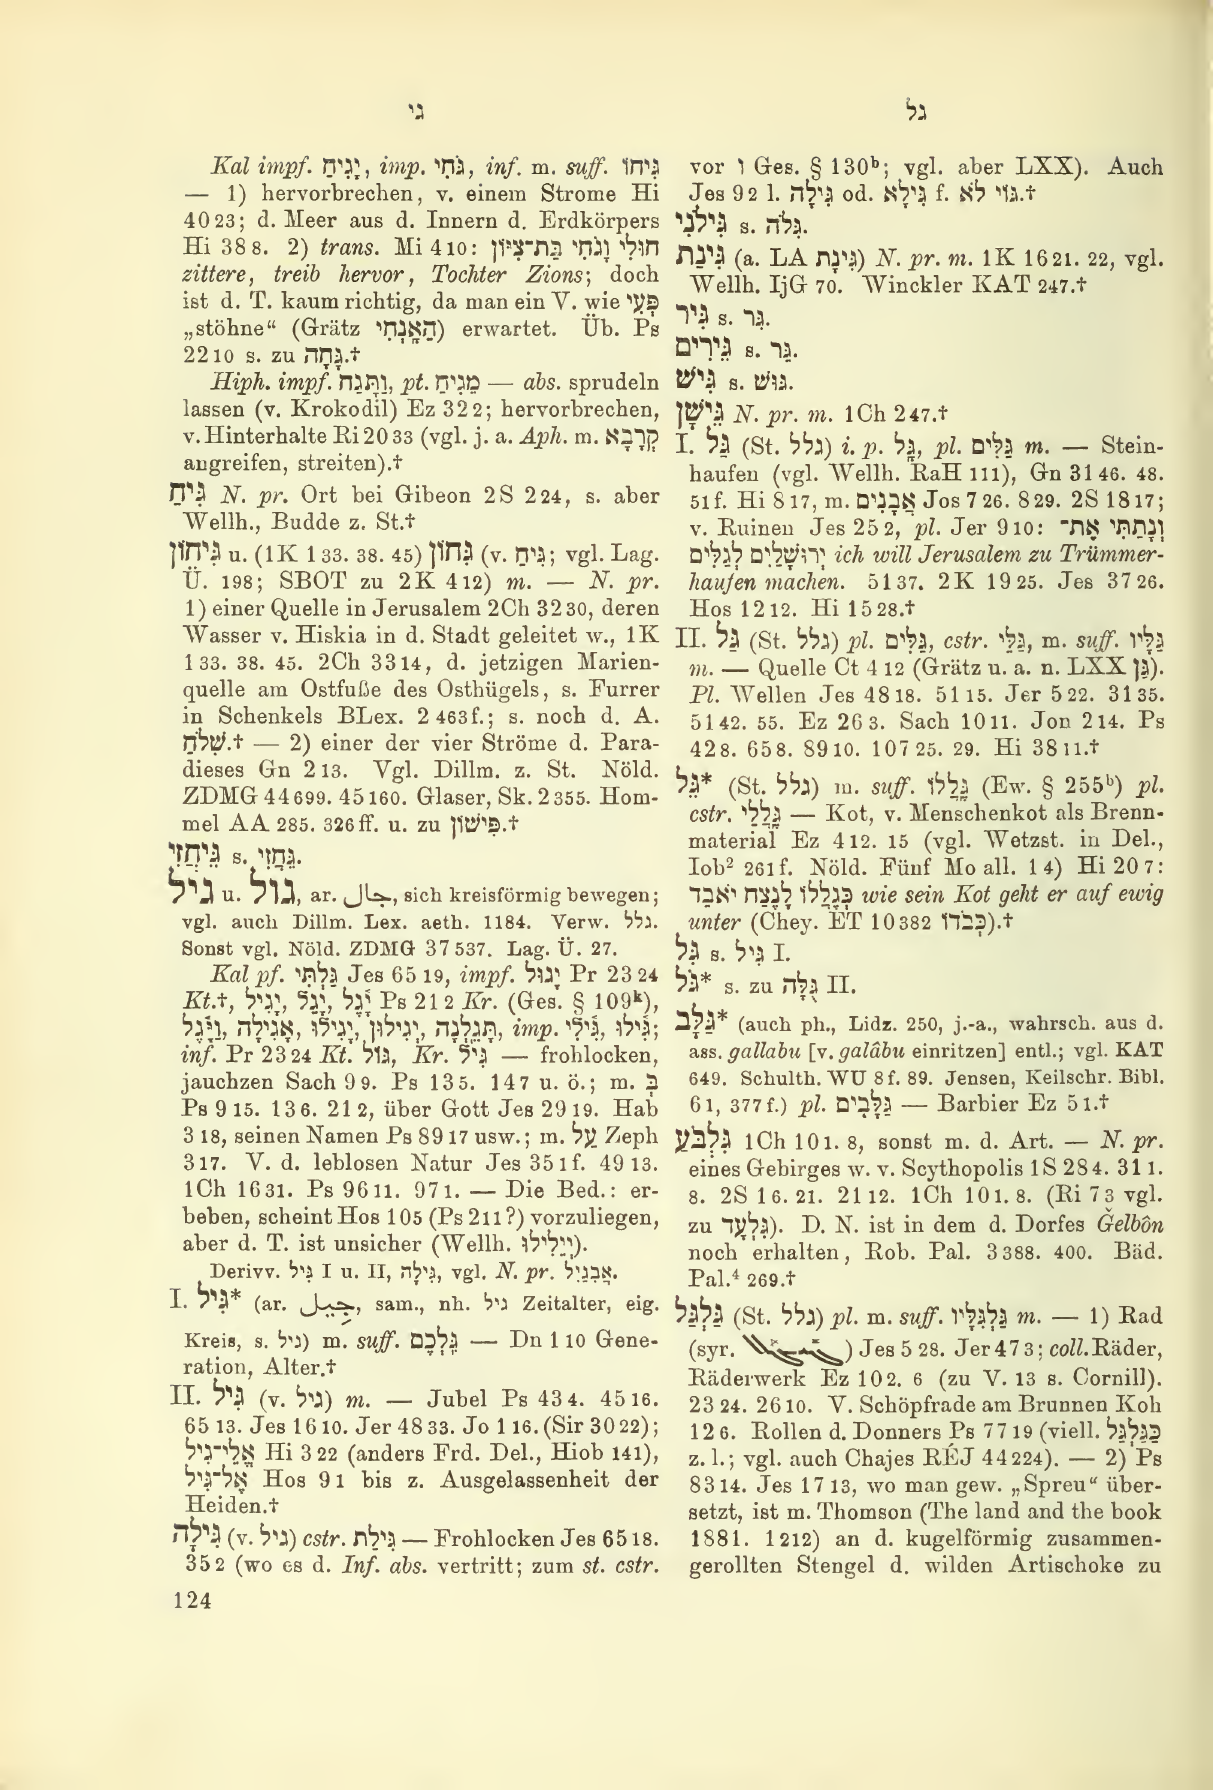 גי
Kal impf. יָגִיחַ, imp. גֹּחִי, inf. m. suff. גִּיחוֹ
— 1) hervorbrechen, v. einem Strome Hi
40 23; d. Meer aus d. Innern d. Erdkörpers
Hi 38 8. 2) trans. Mi 4 10: חוּלִי וָגֹחִי בַּת־צִיּוֹן
zittere, treib hervor, Tochter Zions; doch
ist d. T. kaum richtig, da man ein V. wie פְּעִי
„stöhne“ (Grätz הֵאָנְחִי) erwartet. Üb. Ps
22 10 s. zu גָּחָה.†
Hiph. impf. וַתָּגַח, pt. מֵגִיחַ — abs. sprudeln
lassen (v. Krokodil) Ez 32 2; hervorbrechen,
v. Hinterhalte Ri 20 33 (vgl. j. a. Aph. m. קְרָבָא
angreifen, streiten).†
גִּיחַ N. pr. Ort bei Gibeon 2S 2 24, s. aber
Wellh., Budde z. St.†
גִּיחוֹן u. (1K 1 33. 38. 45) גִּחוֹן (v. גִּיחַ; vgl. Lag.
Ü. 198; SBOT zu 2K 4 12) m. — N. pr.
1) einer Quelle in Jerusalem 2Ch 32 30, deren
Wasser v. Hiskia in d. Stadt geleitet w., 1K
1 33. 38. 45. 2Ch 33 14, d. jetzigen Marien-
quelle am Ostfuße des Osthügels, s. Furrer
in Schenkels BLex. 2 463 f.; s. noch d. A.
שִׁלֹחַ.† — 2) einer der vier Ströme d. Para-
dieses Gn 2 13. Vgl. Dillm. z. St. Nöld.
ZDMG 44 699. 45 160. Glaser, Sk. 2 355. Hom-
mel AA 285. 326 ff. u. zu פִּישׁוֹן.†
גֵּיחֲזִי s. גֵּחֲזִי.
גיל u. גול, ar. جال, sich kreisförmig bewegen;
vgl. auch Dillm. Lex. aeth. 1184. Verw. גלל.
Sonst vgl. Nöld. ZDMG 37 537. Lag. Ü. 27.
Kal pf. גַּלְתִּי Jes 65 19, impf. יָגוּל Pr 23 24
Kt.†, יָגִיל, יָגֵל, יָגֶל Ps 21 2 Kr. (Ges. § 109k),
וַיָּגֶל, אָגִילָה, יָגִילוּ, יְגִילוּן, תָּגֵלְנָה, imp. גִּילִי, גִּילוּ;
inf. Pr 23 24 Kt. גּוֹל, Kr. גִּיל — frohlocken,
jauchzen Sach 9 9. Ps 13 5. 14 7 u. ö.; m. בְּ
Ps 9 15. 13 6. 21 2, über Gott Jes 29 19. Hab
3 18, seinen Namen Ps 89 17 usw.; m. עַל Zeph
3 17. V. d. leblosen Natur Jes 35 1 f. 49 13.
1Ch 16 31. Ps 96 11. 97 1. — Die Bed.: er-
beben, scheint Hos 10 5 (Ps 2 11?) vorzuliegen,
aber d. T. ist unsicher (Wellh. יְיֵלִילוּ).
Derivv. גִּיל I u. II, גִּילָה, vgl. N. pr. אֲבִגַיִל.
I. גִּיל* (ar. جيل, sam., nh. גיל Zeitalter, eig.
Kreis, s. גיל) m. suff. גִּלְכֶם — Dn 1 10 Gene-
ration, Alter.†
II. גִּיל (v. גיל) m. — Jubel Ps 43 4. 45 16.
65 13. Jes 16 10. Jer 48 33. Jo 1 16. (Sir 30 22);
אֱלֵי־גִיל Hi 3 22 (anders Frd. Del., Hiob 141),
אֶל־גִּיל Hos 9 1 bis z. Ausgelassenheit der
Heiden.†
גִּילָה (v. גיל) cstr. גִּילַת — Frohlocken Jes 65 18.
35 2 (wo es d. Inf. abs. vertritt; zum st. cstr.
124
גל
vor ו Ges. § 130b; vgl. aber LXX). Auch
Jes 9 2 l. גִּילָה od. גִּילָא f. גּוֹי לֹא.†
גִּילֹנִי s. גִּלֹה.
גִּינַת (a. LA גִּינָת) N. pr. m. 1K 16 21. 22, vgl.
Wellh. IjG 70. Winckler KAT 247.†
גִּיר s. גִּר.
גֵּירִים s. גֵּר.
גִּישׁ s. גּוּשׁ.
גֵּישָׁן N. pr. m. 1Ch 2 47.†
I. גַּל (St. גלל) i. p. גָּל, pl. גַּלִּים m. — Stein-
haufen (vgl. Wellh. RaH 111), Gn 31 46. 48.
51 f. Hi 8 17, m. אֲבָנִים Jos 7 26. 8 29. 2S 18 17;
v. Ruinen Jes 25 2, pl. Jer 9 10: וְנָתַתִּי אֶת־
יְרוּשָׁלַיִם לְגַלִּים ich will Jerusalem zu Trümmer-
haufen machen. 51 37. 2K 19 25. Jes 37 26.
Hos 12 12. Hi 15 28.†
II. גַּל (St. גלל) pl. גַּלִּים, cstr. גַּלֵּי, m. suff. גַּלָּיו
m. — Quelle Ct 4 12 (Grätz u. a. n. LXX גַּן).
Pl. Wellen Jes 48 18. 51 15. Jer 5 22. 31 35.
51 42. 55. Ez 26 3. Sach 10 11. Jon 2 14. Ps
42 8. 65 8. 89 10. 107 25. 29. Hi 38 11.†
גֵּל* (St. גלל) m. suff. גֶּלֲלוֹ (Ew. § 255b) pl.
cstr. גֶּלְלֵי — Kot, v. Menschenkot als Brenn-
material Ez 4 12. 15 (vgl. Wetzst. in Del.,
Iob² 261 f. Nöld. Fünf Moall. 14) Hi 20 7:
כְּגֶלֲלוֹ לָנֶצַח יֹאבֵד wie sein Kot geht er auf ewig
unter (Chey. ET 10 382 כְּבֹדוֹ).†
גִּל s. גִּיל I.
גֹּל* s. zu גֻּלָּה II.
גַּלָּב* (auch ph., Lidz. 250, j.-a., wahrsch. aus d.
ass. gallabu [v. galâbu einritzen] entl.; vgl. KAT
649. Schulth. WU 8 f. 89. Jensen, Keilschr. Bibl.
6 1, 377 f.) pl. גַּלָּבִים — Barbier Ez 5 1.†
גִּלְבֹּעַ 1Ch 10 1. 8, sonst m. d. Art. — N. pr.
eines Gebirges w. v. Scythopolis 1S 28 4. 31 1.
8. 2S 1 6. 21. 21 12. 1Ch 10 1. 8. (Ri 7 3 vgl.
zu גִּלְעָד). D. N. ist in dem d. Dorfes Ǧelbôn
noch erhalten, Rob. Pal. 3 388. 400. Bäd.
Pal.⁴ 269.†
גַּלְגַּל (St. גלל) pl. m. suff. גַּלְגִּלָּיו m. — 1) Rad
(syr. ) Jes 5 28. Jer 47 3; coll. Räder,
Räderwerk Ez 10 2. 6 (zu V. 13 s. Cornill).
23 24. 26 10. V. Schöpfrade am Brunnen Koh
12 6. Rollen d. Donners Ps 77 19 (viell. כַּגַּלְגַּל
z. l.; vgl. auch Chajes RÉJ 44 224). — 2) Ps
83 14. Jes 17 13, wo man gew. „Spreu“ über-
setzt, ist m. Thomson (The land and the book
1881. 1 212) an d. kugelförmig zusammen-
gerollten Stengel d. wilden Artischoke zu